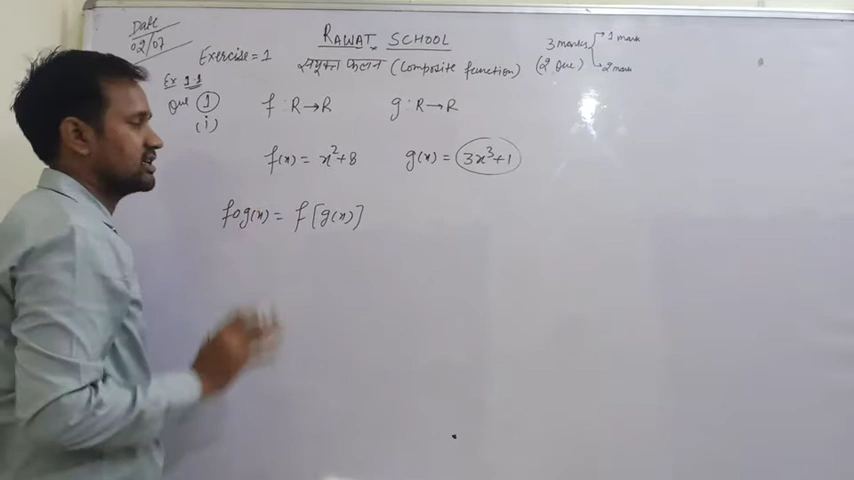 Date
02/07
RAWAT SCHOOL
Exercise = 1
संयुक्त फलन (Composite function)
(2 Que) 3 marks 1 mark
2 mark
Ex 1.1
Que 1 f : R→R g : R→R
(i)
f(x) = x²+8 g(x) = 3x³+1
fog(x) = f[g(x)]